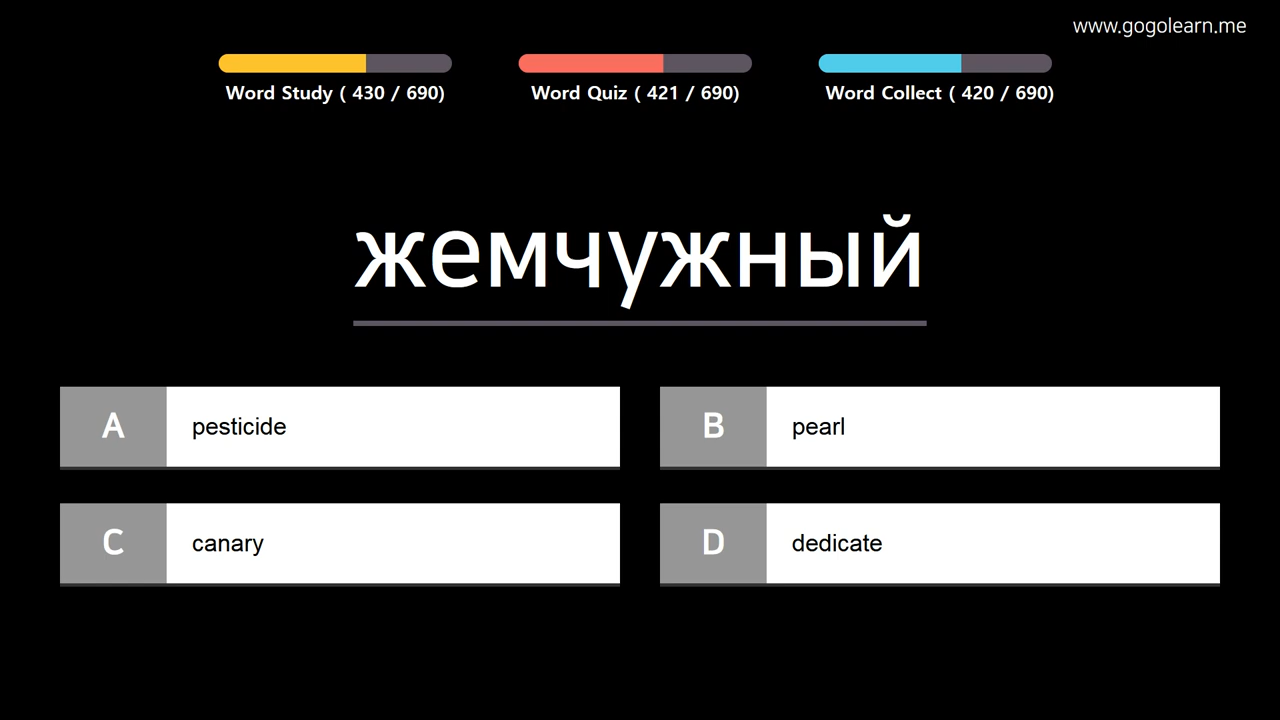 www.gogolearn.me
Word Study ( 430 / 690)
Word Quiz ( 421 / 690)
Word Collect ( 420 / 690)
жемчужный
A pesticide
B pearl
C canary
D dedicate